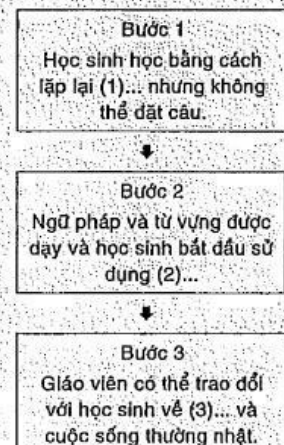 Bước 1
Học sinh học bằng cách
lặp lại (1)... nhưng không
thể đặt câu.
Bước 2
Ngữ pháp và từ vựng được
dạy và học sinh bắt đầu sử
dụng (2)...
Bước 3
Giáo viên có thể trao đổi
với học sinh về (3)... và
cuộc sống thường nhật.